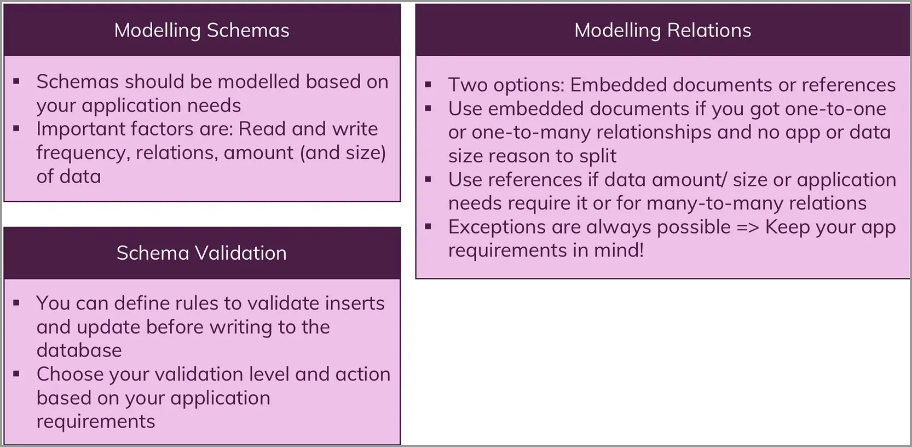 Modelling Schemas
▪ Schemas should be modelled based on
your application needs
▪ Important factors are: Read and write
frequency, relations, amount (and size)
of data
Schema Validation
▪ You can define rules to validate inserts
and update before writing to the
database
▪ Choose your validation level and action
based on your application
requirements
Modelling Relations
▪ Two options: Embedded documents or references
▪ Use embedded documents if you got one-to-one
or one-to-many relationships and no app or data
size reason to split
▪ Use references if data amount/ size or application
needs require it or for many-to-many relations
▪ Exceptions are always possible => Keep your app
requirements in mind!